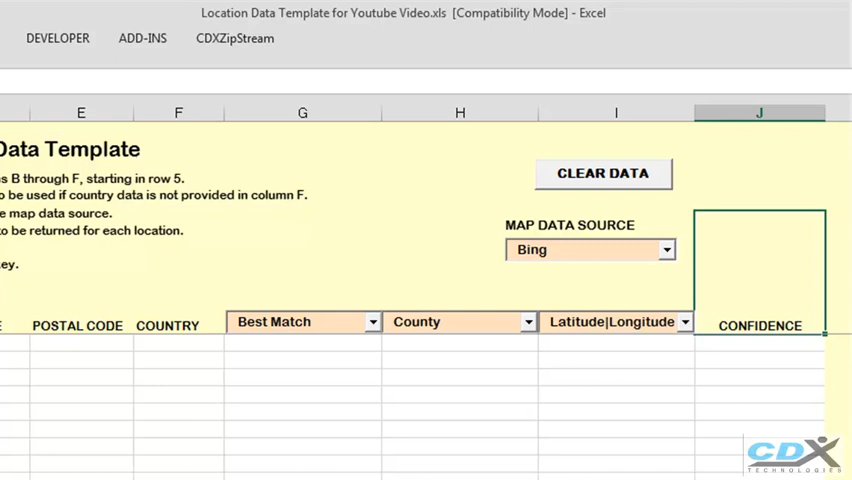 Location Data Template for Youtube Video.xls [Compatibility Mode] - Excel
DEVELOPER ADD-INS CDXZipStream
E F G H I J
Data Template
s B through F, starting in row 5.
o be used if country data is not provided in column F.
e map data source.
o be returned for each location.
ey.
CLEAR DATA
MAP DATA SOURCE
Bing
E POSTAL CODE COUNTRY Best Match County Latitude|Longitude CONFIDENCE
CDX
TECHNOLOGIES